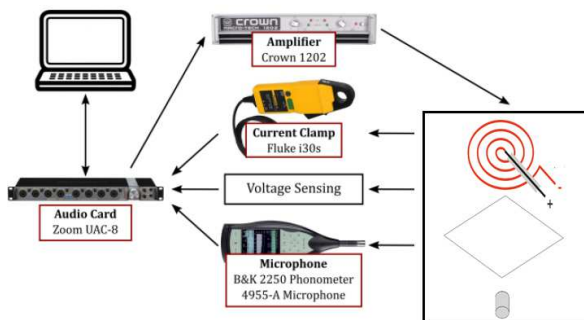 crown
Amplifier
Crown 1202
Current Clamp
Fluke i30s
Voltage Sensing
Audio Card
Zoom UAC-8
Microphone
B&K 2250 Phonometer
4955-A Microphone